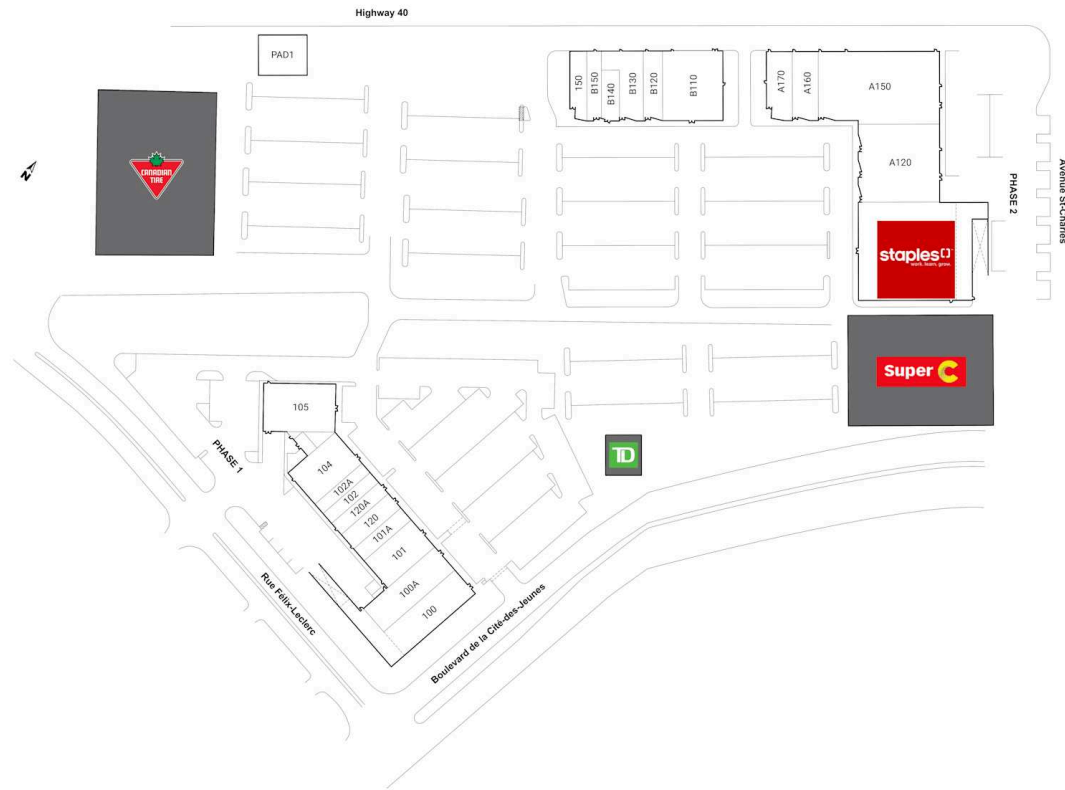 Highway 40
PAD1
150
B150
B140
B130
B120
B110
A170
A160
A150
A120
CANADIAN
TIRE
N
Avenue St-Charles
PHASE 2
staples
work. learn. grow.
Super C
TD
105
PHASE 1
104
102A
102
120A
120
101A
101
100A
100
Rue Félix-Leclerc
Boulevard de la Cité-des-Jeunes